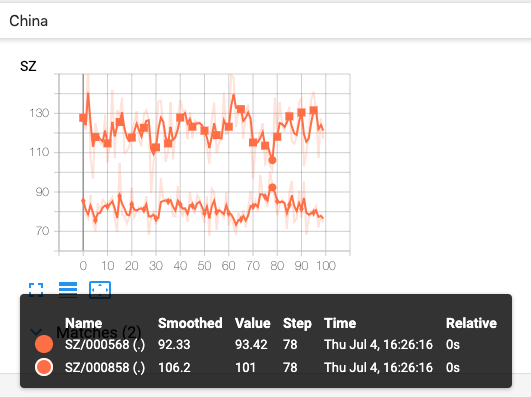 China
SZ
130
110
90
70
0 10 20 30 40 50 60 70 80 90 100
Matches (2)
Name Smoothed Value Step Time Relative
SZ/000568 (.) 92.33 93.42 78 Thu Jul 4, 16:26:16 0s
SZ/000858 (.) 106.2 101 78 Thu Jul 4, 16:26:16 0s